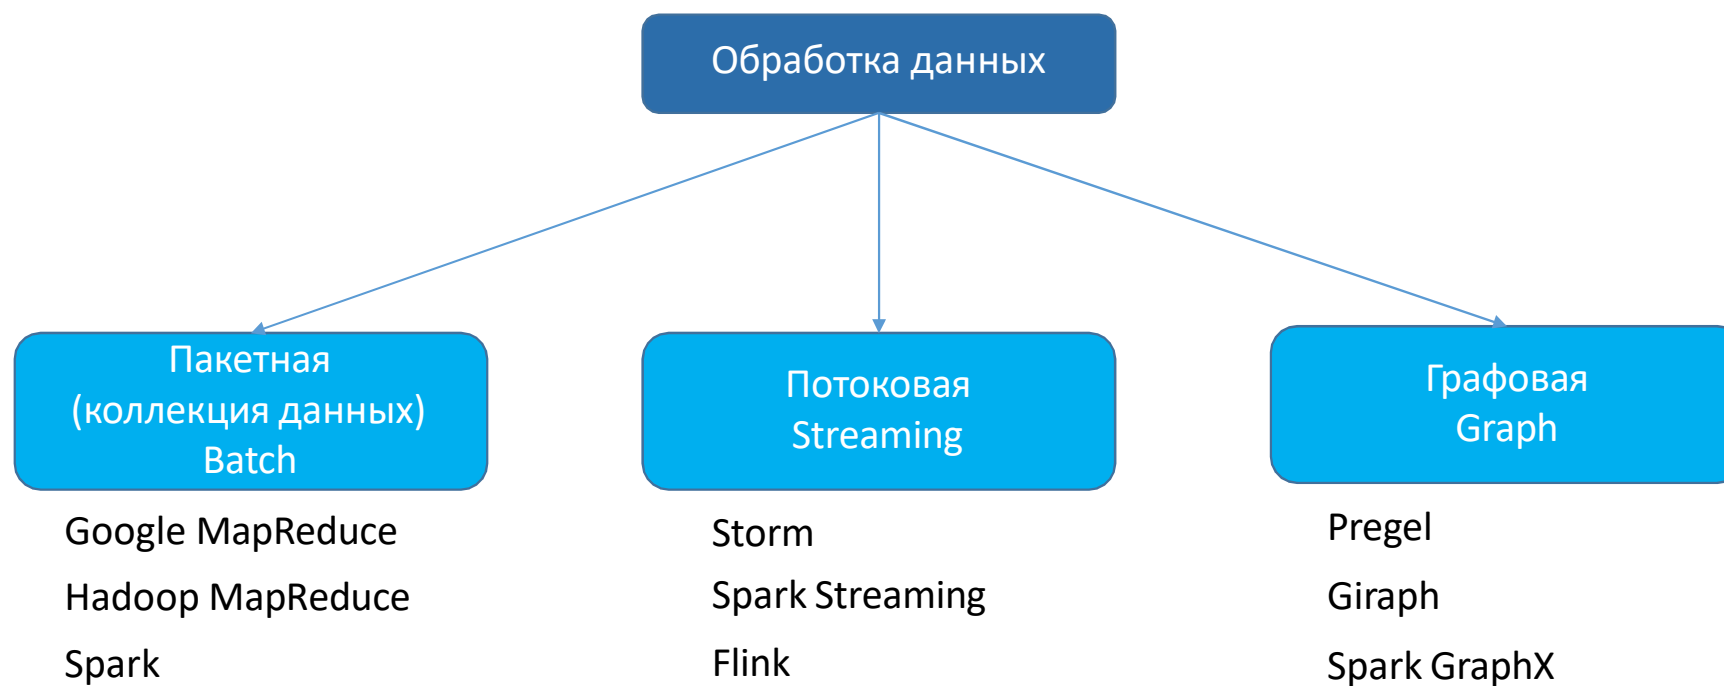 Обработка данных
Пакетная
(коллекция данных)
Batch
Google MapReduce
Hadoop MapReduce
Spark
Потоковая
Streaming
Storm
Spark Streaming
Flink
Графовая
Graph
Pregel
Giraph
Spark GraphX